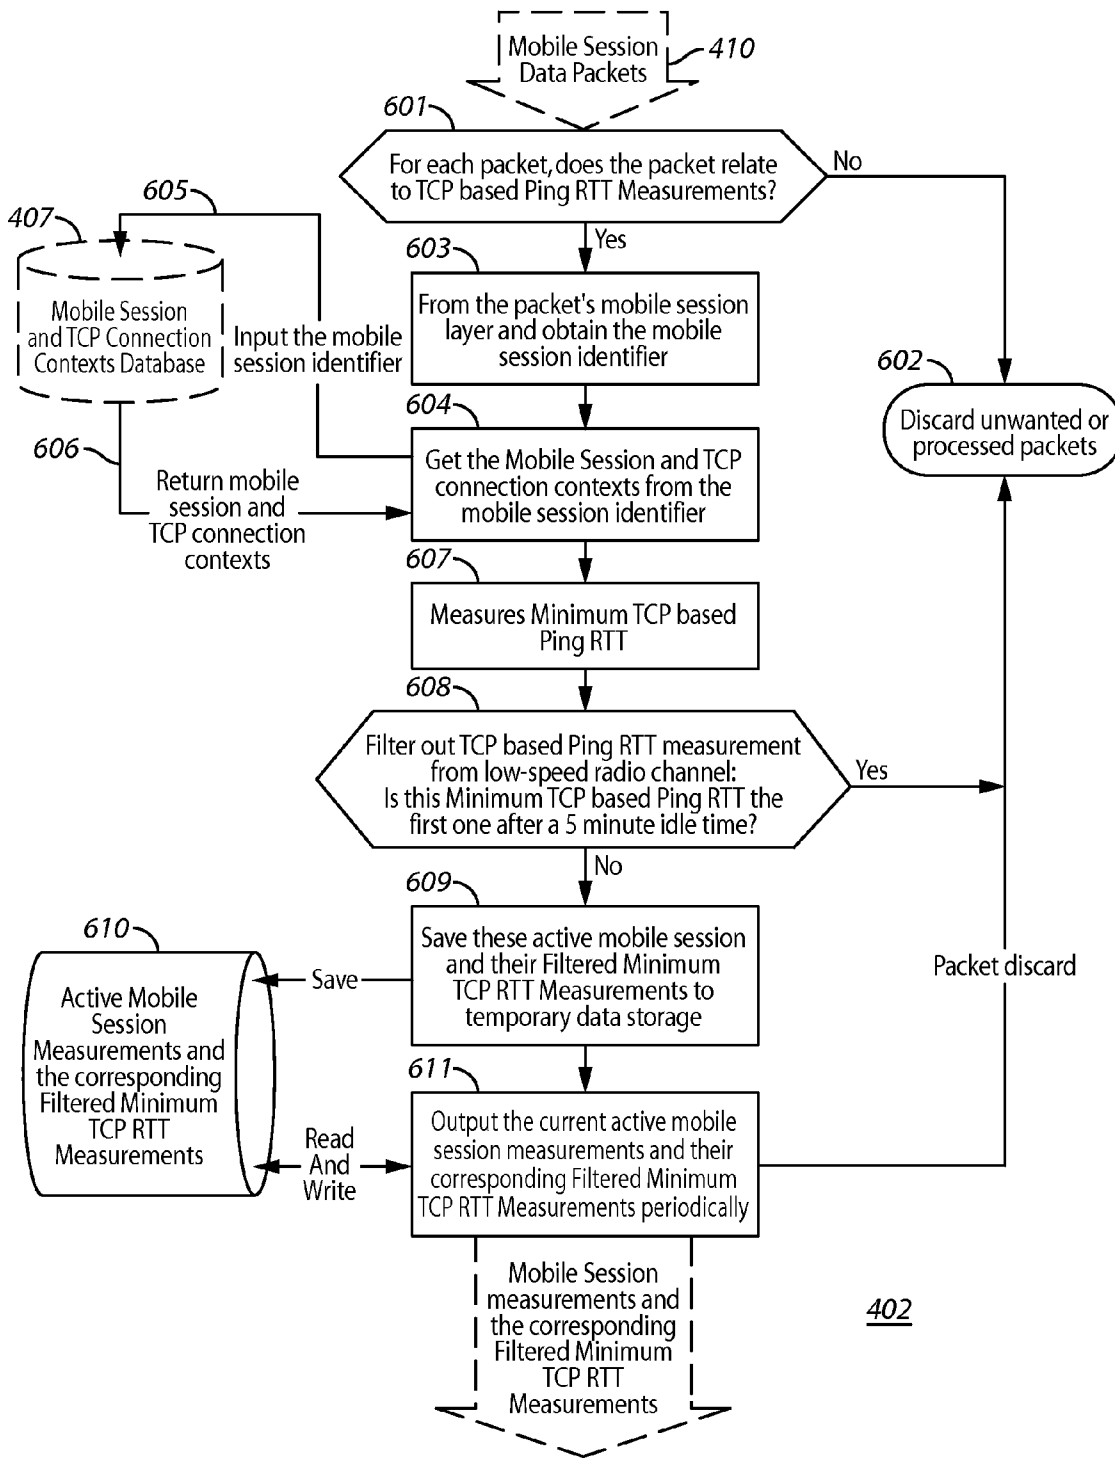 Mobile Session
Data Packets
410
601
For each packet, does the packet relate
to TCP based Ping RTT Measurements?
No
Yes
605
407
Mobile Session
and TCP Connection
Contexts Database
Input the mobile
session identifier
603
From the packet's mobile session
layer and obtain the mobile
session identifier
602
Discard unwanted or
processed packets
604
Get the Mobile Session and TCP
connection contexts from the
mobile session identifier
606
Return mobile
session and
TCP connection
contexts
607
Measures Minimum TCP based
Ping RTT
608
Filter out TCP based Ping RTT measurement
from low-speed radio channel:
Is this Minimum TCP based Ping RTT the
first one after a 5 minute idle time?
Yes
No
609
Save these active mobile session
and their Filtered Minimum
TCP RTT Measurements to
temporary data storage
Packet discard
610
Save
Active Mobile
Session
Measurements and
the corresponding
Filtered Minimum
TCP RTT
Measurements
611
Output the current active mobile
session measurements and their
corresponding Filtered Minimum
TCP RTT Measurements periodically
Read
And
Write
Mobile Session
measurements and
the corresponding
Filtered Minimum
TCP RTT
Measurements
402